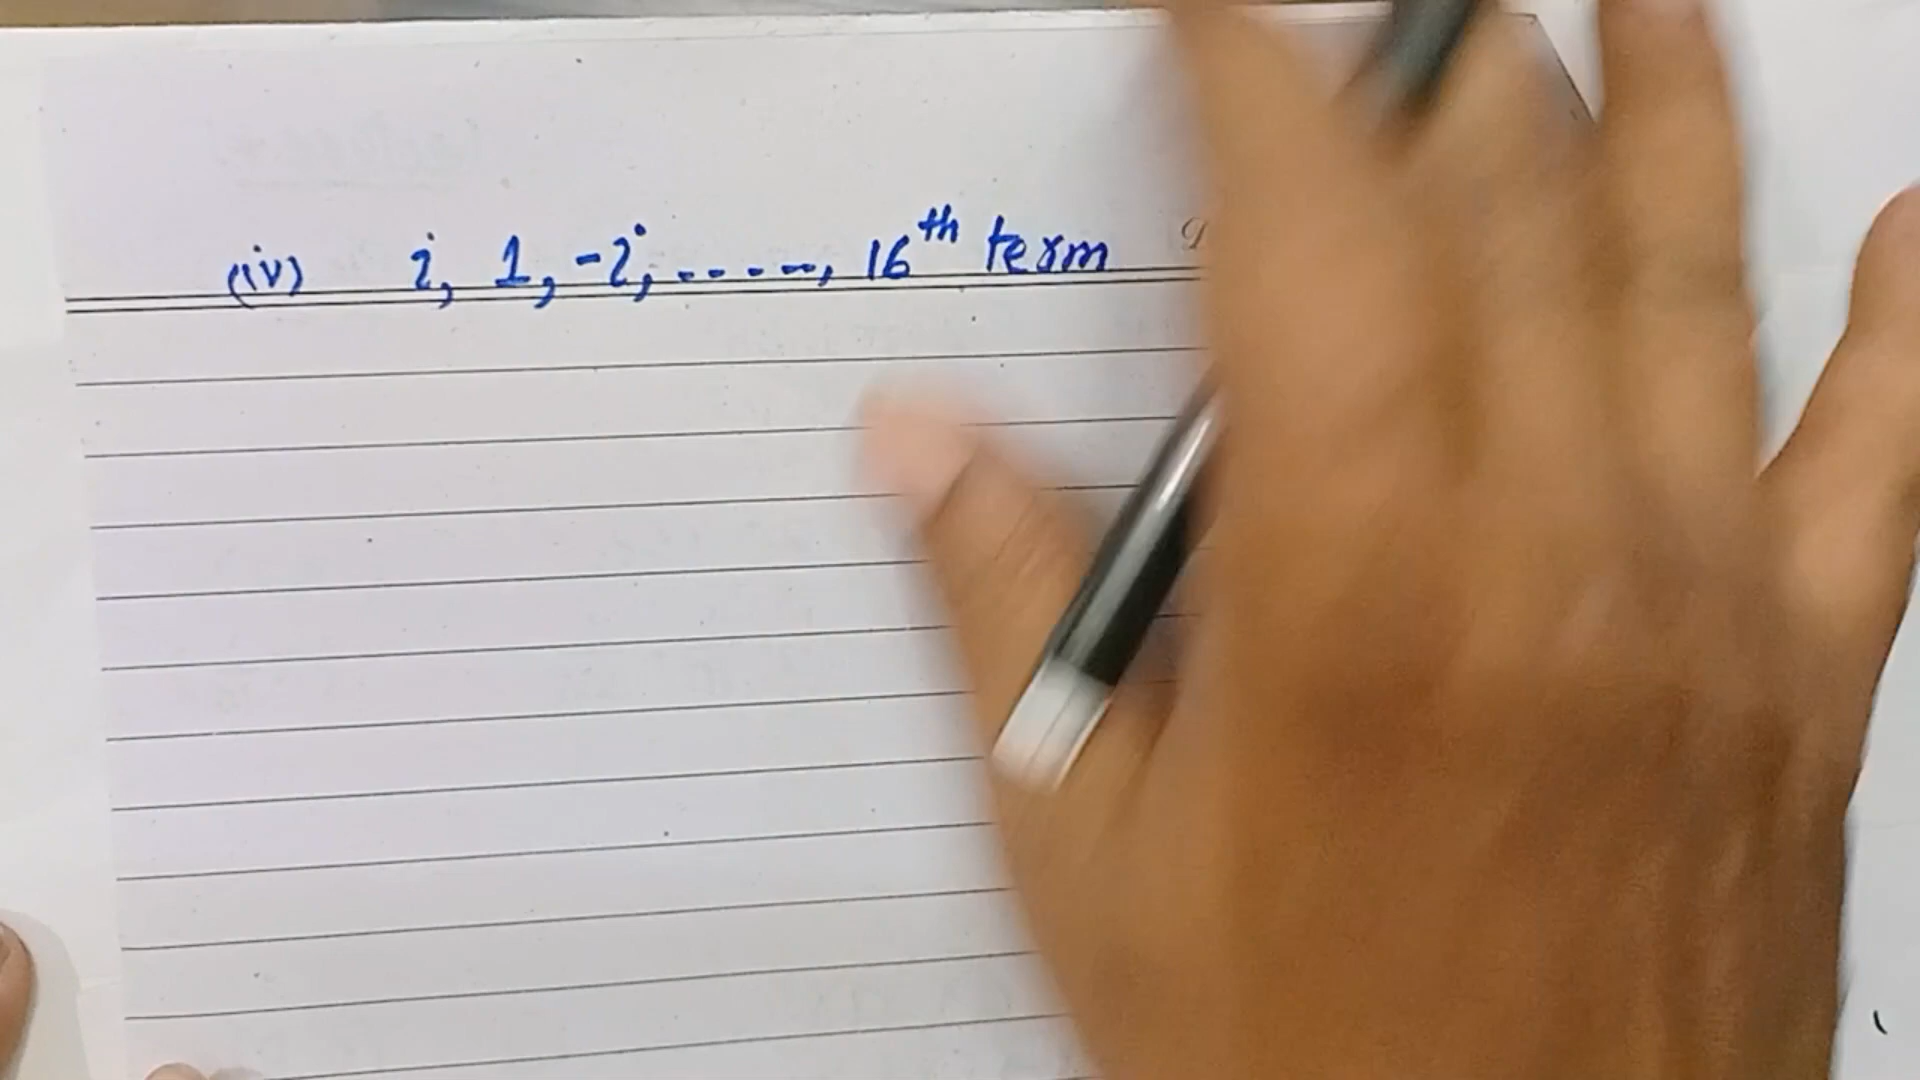 (iv) i, 1, -i, ....., 16th term